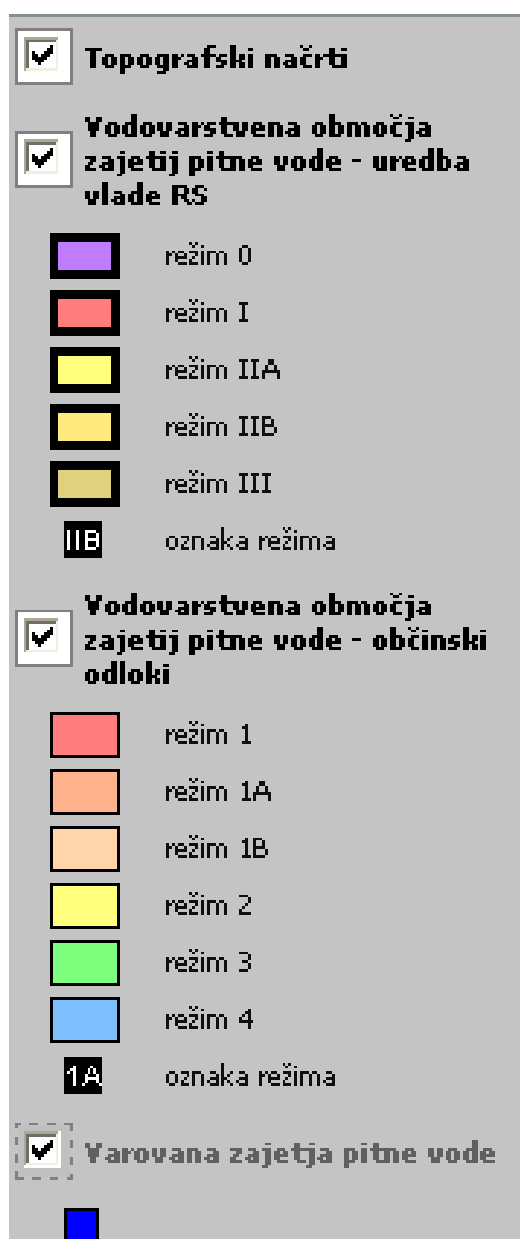 Topografski načrti
Vodovarstvena območja
zajetij pitne vode - uredba
vlade RS
režim 0
režim I
režim IIA
režim IIB
režim III
IIB oznaka režima
Vodovarstvena območja
zajetij pitne vode - občinski
odloki
režim 1
režim 1A
režim 1B
režim 2
režim 3
režim 4
1A oznaka režima
Varovana zajetja pitne vode